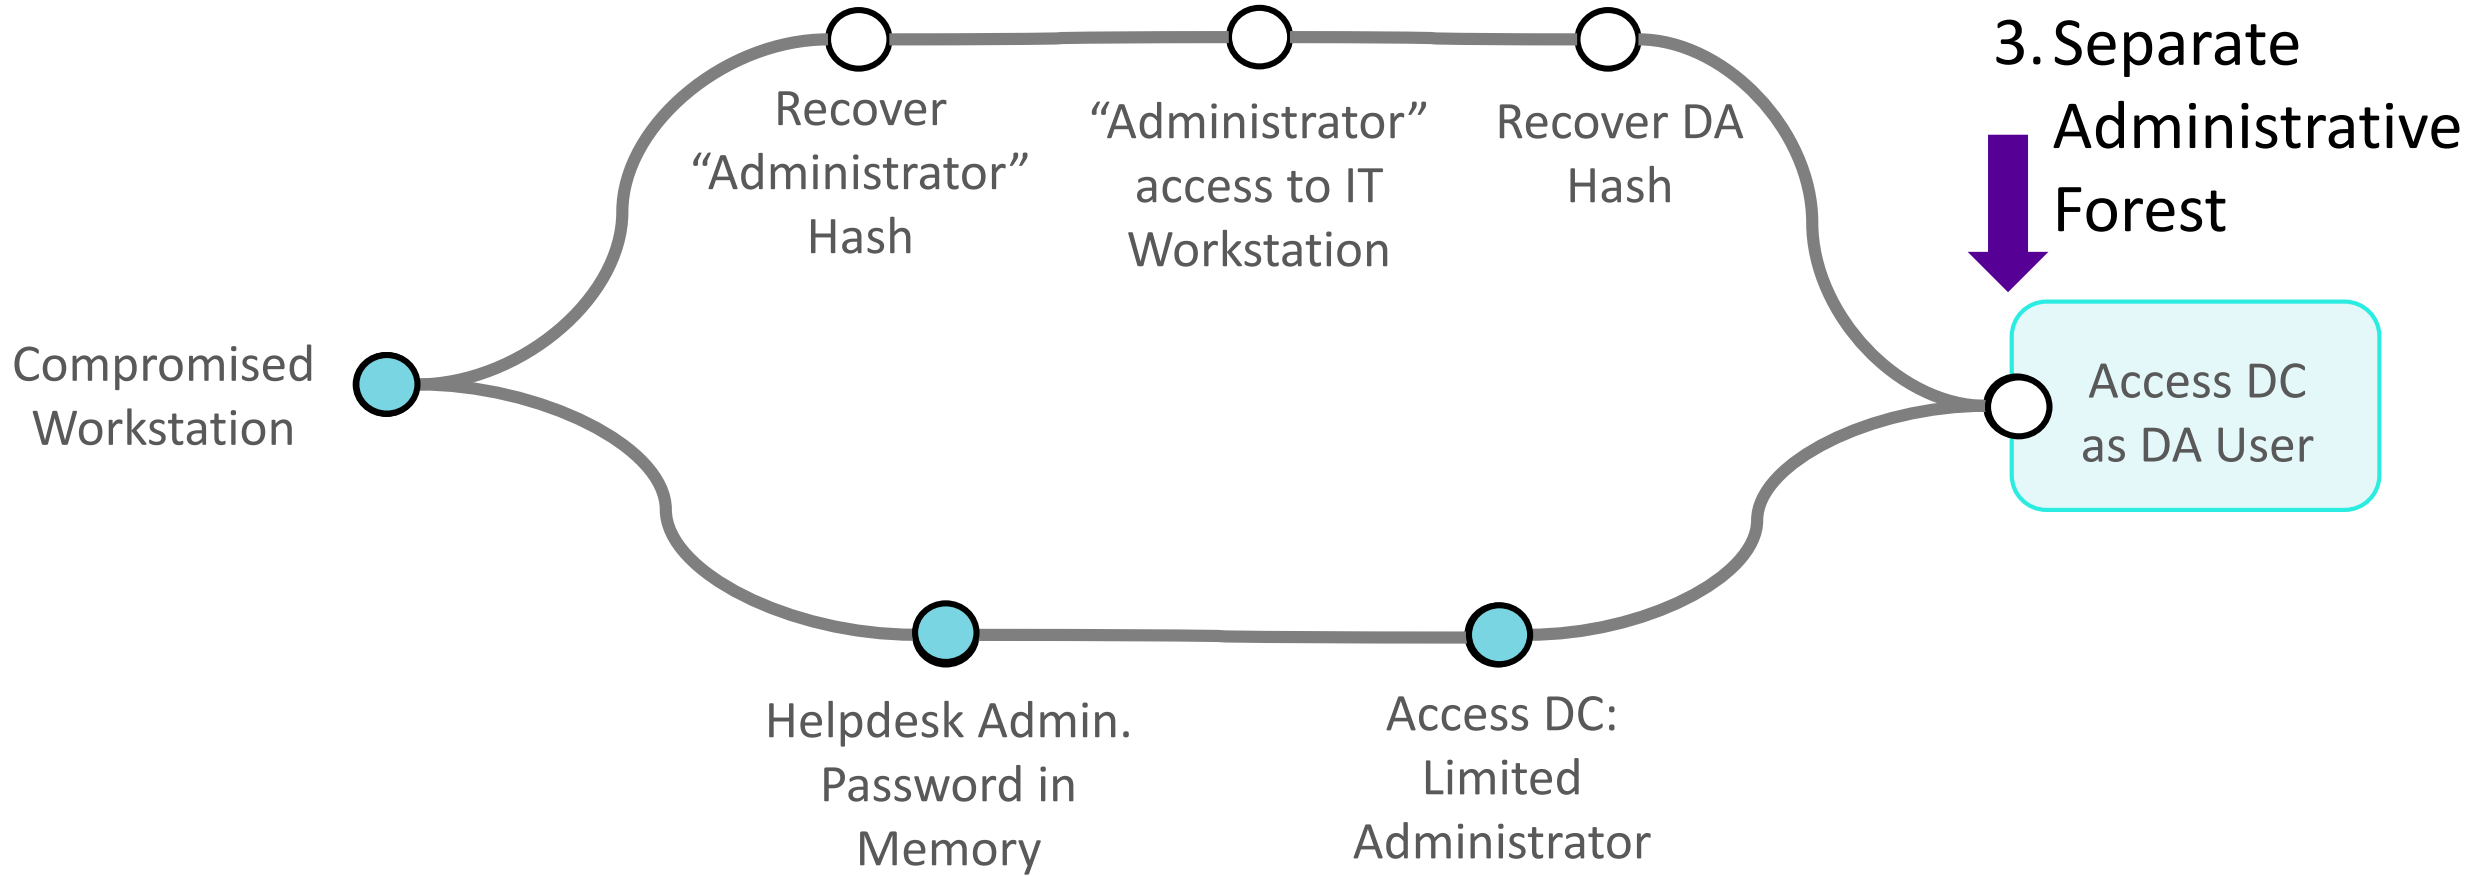 Recover
“Administrator”
Hash
“Administrator”
access to IT
Workstation
Recover DA
Hash
3. Separate
Administrative
Forest
Compromised
Workstation
Access DC
as DA User
Helpdesk Admin.
Password in
Memory
Access DC:
Limited
Administrator